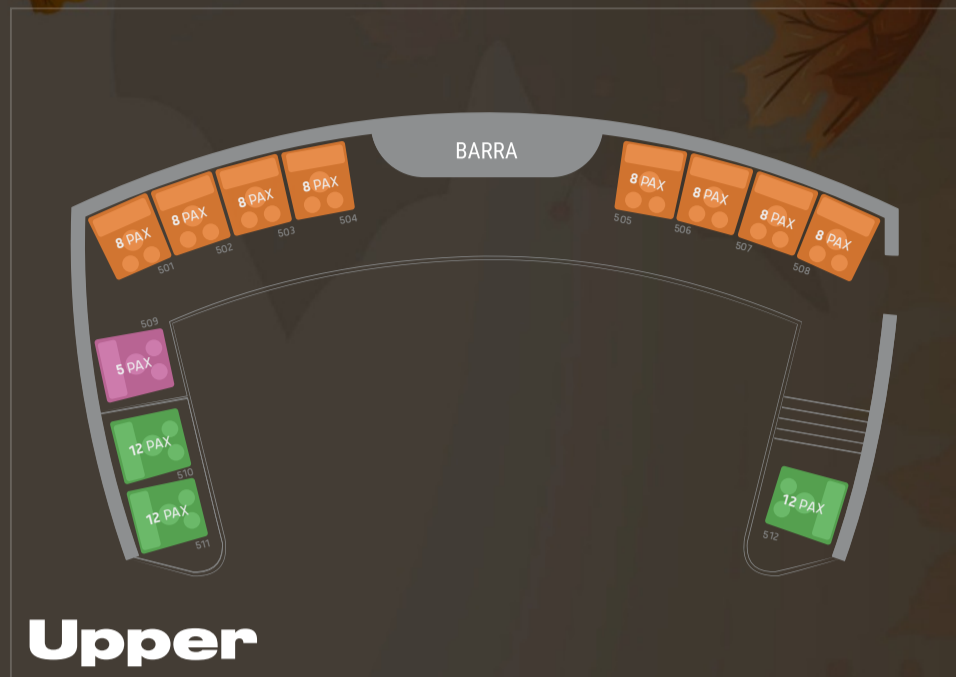 BARRA
8 PAX
501
8 PAX
502
8 PAX
503
8 PAX
504
8 PAX
505
8 PAX
506
8 PAX
507
8 PAX
508
509
5 PAX
12 PAX
510
12 PAX
511
12 PAX
512
Upper